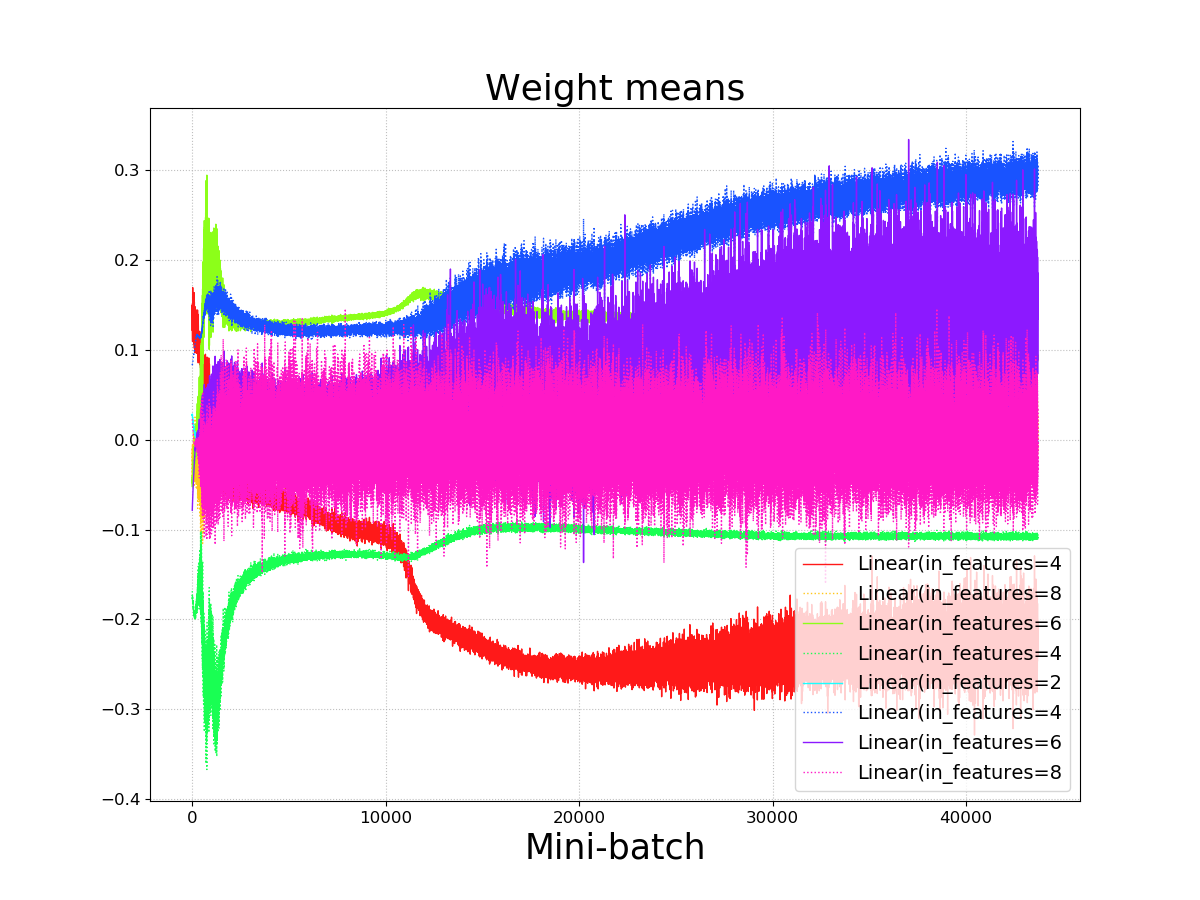 Weight means
0.3
0.2
0.1
0.0
−0.1
−0.2
−0.3
−0.4
Linear(in_features=4
Linear(in_features=8
Linear(in_features=6
Linear(in_features=4
Linear(in_features=2
Linear(in_features=4
Linear(in_features=6
Linear(in_features=8
0 10000 20000 30000 40000
Mini-batch